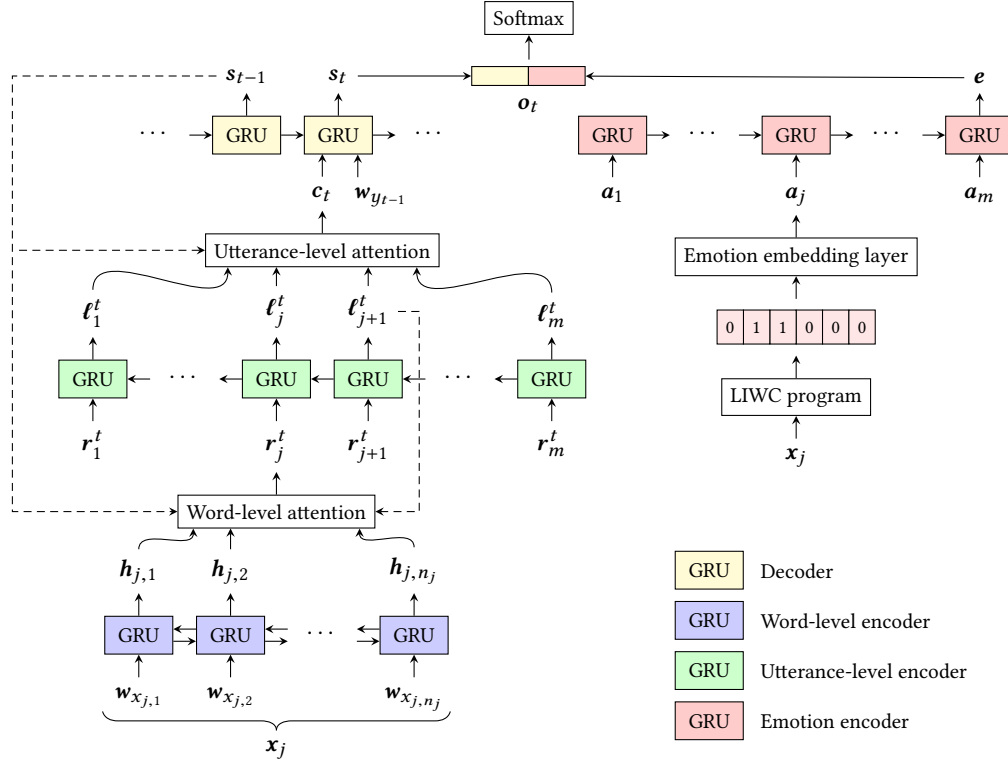 Softmax
s_{t−1} s_t o_t e
· · · GRU GRU · · · GRU · · · GRU · · · GRU
c_t w_{y_{t−1}} a_1 a_j a_m
Utterance-level attention Emotion embedding layer
ℓ_1^t ℓ_j^t ℓ_{j+1}^t ℓ_m^t
0 1 1 0 0 0
GRU · · · GRU GRU · · · GRU
LIWC program
r_1^t r_j^t r_{j+1}^t r_m^t x_j
Word-level attention
h_{j,1} h_{j,2} h_{j,n_j}
GRU GRU · · · GRU
w_{x_{j,1}} w_{x_{j,2}} w_{x_{j,n_j}}
x_j
GRU Decoder
GRU Word-level encoder
GRU Utterance-level encoder
GRU Emotion encoder